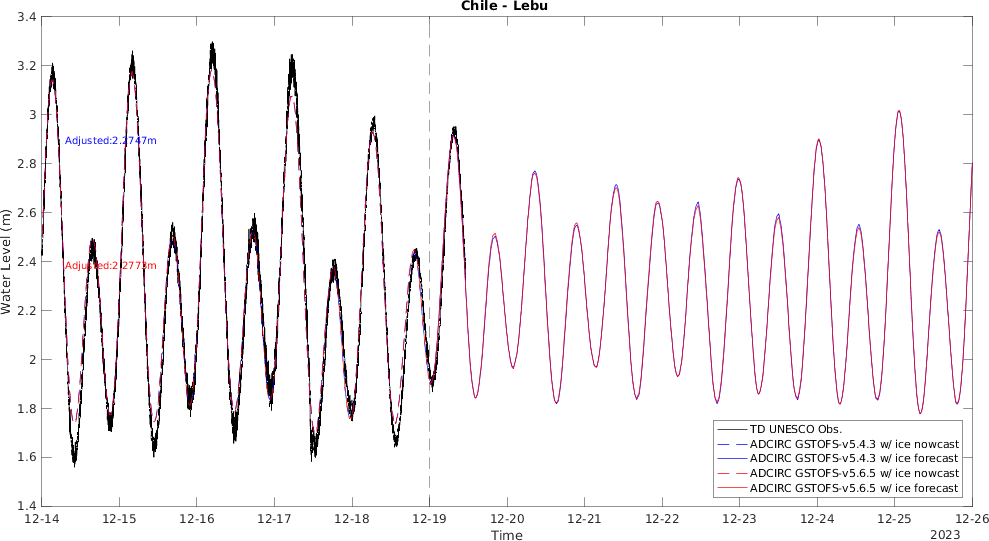 Chile - Lebu
3.4
3.2
3
2.8
2.6
2.4
2.2
2
1.8
1.6
1.4
Water Level (m)
Adjusted:2.2747m
Adjusted:2.2773m
TD UNESCO Obs.
ADCIRC GSTOFS-v5.4.3 w/ ice nowcast
ADCIRC GSTOFS-v5.4.3 w/ ice forecast
ADCIRC GSTOFS-v5.6.5 w/ ice nowcast
ADCIRC GSTOFS-v5.6.5 w/ ice forecast
12-14 12-15 12-16 12-17 12-18 12-19 12-20 12-21 12-22 12-23 12-24 12-25 12-26
Time
2023